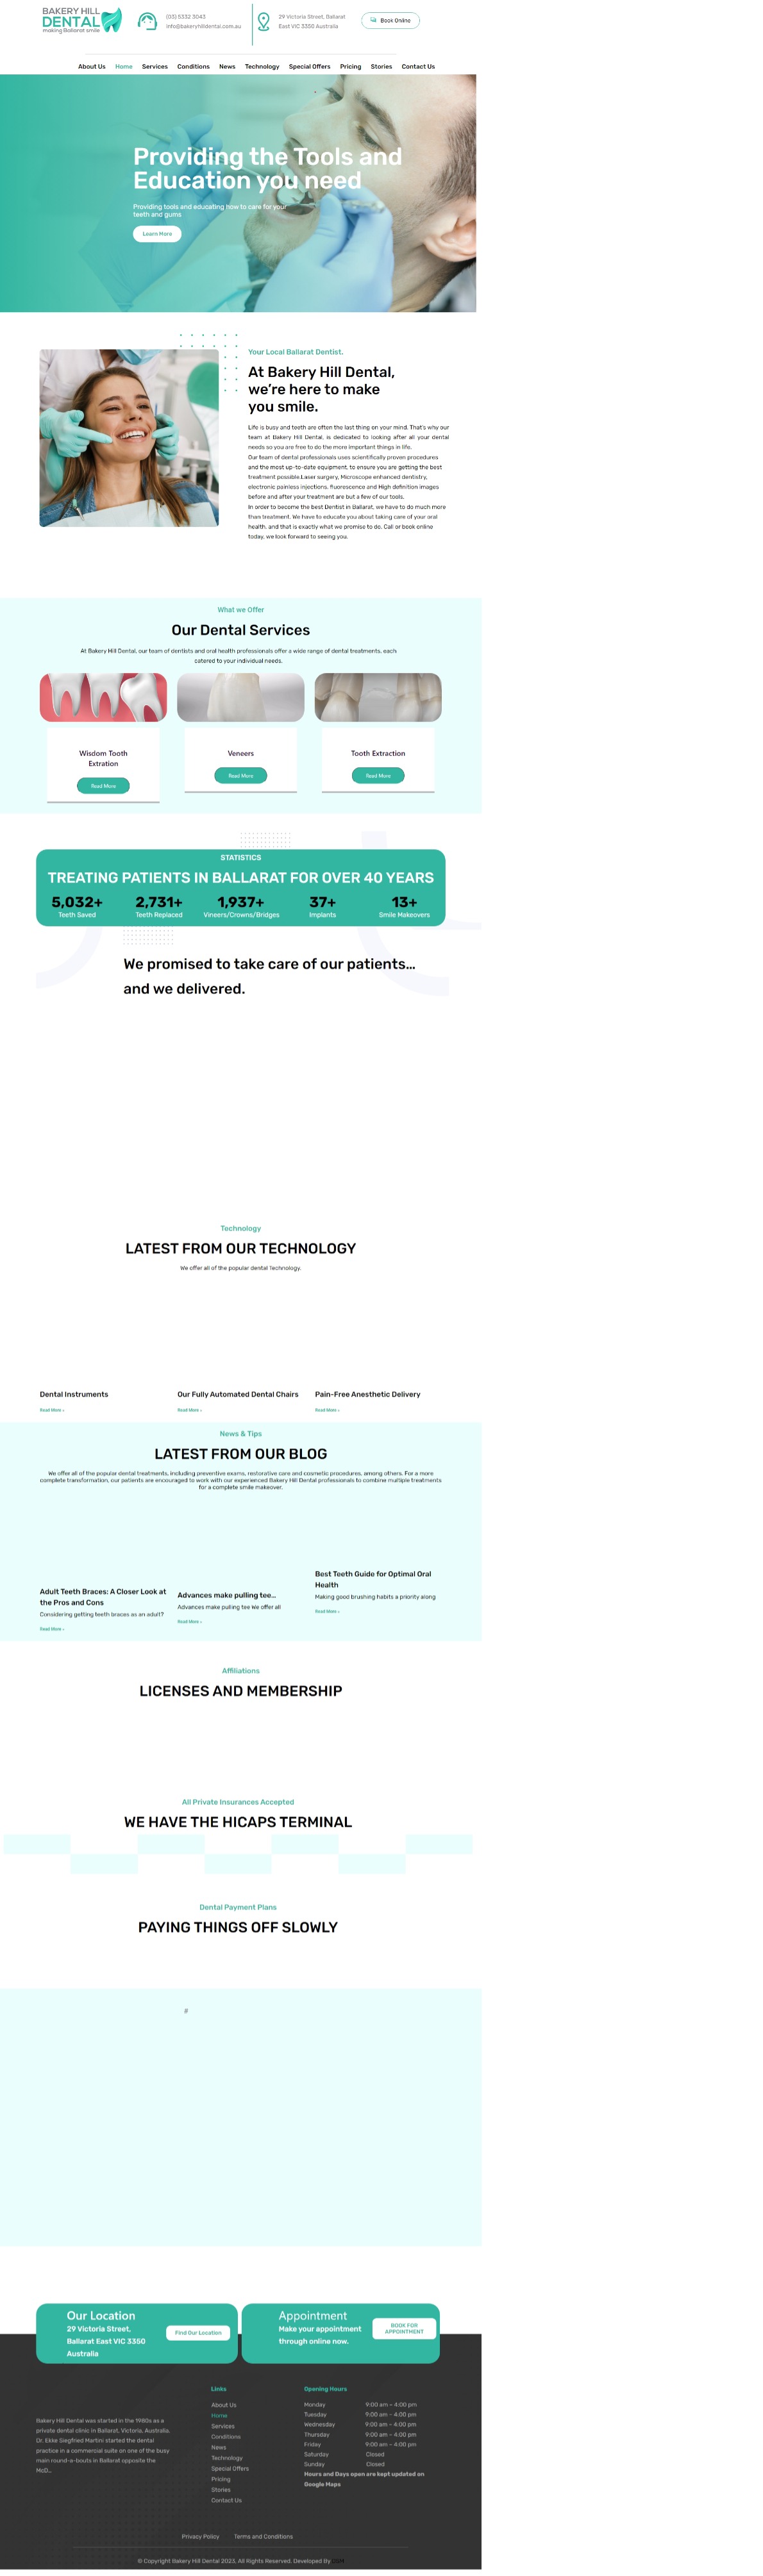 BAKERY HILL
DENTAL
making Ballarat smile
(03) 5332 3043
info@bakeryhilldental.com.au
29 Victoria Street, Ballarat
East VIC 3300 Australia
Book Online
About Us Home Services Conditions News Technology Special Offers Pricing Stories Contact Us
Providing the Tools and
Education you need
Providing tools and educating how to care for your
teeth and gums
Learn More
Your Local Ballarat Dentist.
At Bakery Hill Dental,
we're here to make
you smile.
Life is busy and teeth are often the last thing on your mind. That's why our
team at Bakery Hill Dental, is dedicated to looking after all your dental
needs so you are free to do the more important things in life.
Our team of dental professionals uses scientifically proven procedures
and the most up-to-date equipment, to ensure you are getting the best
treatment possible.Laser surgery, Microscope enhanced dentistry,
electronic painless injections, fluorescence and High definition images
before and after your treatment are but a few of our tools.
In order to become the best Dentist in Ballarat, we have to do much more
than treatment. We have to educate you about taking care of your oral
health, and that is exactly what we promise to do. Call or book online
today, we look forward to seeing you.
What we Offer
Our Dental Services
At Bakery Hill Dental, our team of dentists and oral health professionals offer a wide range of dental treatments, each
catered to your individual needs.
Wisdom Tooth
Extration
Read More
Veneers
Read More
Tooth Extraction
Read More
STATISTICS
TREATING PATIENTS IN BALLARAT FOR OVER 40 YEARS
5,032+ 2,731+ 1,937+ 37+ 13+
Teeth Saved Teeth Replaced Vineers/Crowns/Bridges Implants Smile Makeovers
We promised to take care of our patients...
and we delivered.
Technology
LATEST FROM OUR TECHNOLOGY
We offer all of the popular dental Technology.
Dental Instruments
Read More »
Our Fully Automated Dental Chairs
Read More »
Pain-Free Anesthetic Delivery
Read More »
News & Tips
LATEST FROM OUR BLOG
We offer all of the popular dental treatments, including preventive exams, restorative care and cosmetic procedures, among others. For a more
complete transformation, our patients are encouraged to work with our experienced Bakery Hill Dental professionals to combine multiple treatments
for a complete smile makeover.
Adult Teeth Braces: A Closer Look at
the Pros and Cons
Considering getting teeth braces as an adult?
Read More »
Advances make pulling tee...
Advances make pulling tee We offer all
Read More »
Best Teeth Guide for Optimal Oral
Health
Making good brushing habits a priority along
Read More »
Affiliations
LICENSES AND MEMBERSHIP
All Private Insurances Accepted
WE HAVE THE HICAPS TERMINAL
Dental Payment Plans
PAYING THINGS OFF SLOWLY
#
Our Location
29 Victoria Street,
Ballarat East VIC 3350
Australia
Find Our Location
Appointment
Make your appointment
through online now.
BOOK FOR
APPOINTMENT
Bakery Hill Dental was started in the 1980s as a
private dental clinic in Ballarat, Victoria, Australia.
Dr. Ekke Siegfried Martini started the dental
practice in a commercial suite on one of the busy
main round-a-bouts in Ballarat opposite the
McD...
Links
About Us
Home
Services
Conditions
News
Technology
Special Offers
Pricing
Stories
Contact Us
Opening Hours
Monday 9:00 am – 4:00 pm
Tuesday 9:00 am – 4:00 pm
Wednesday 9:00 am – 4:00 pm
Thursday 9:00 am – 4:00 pm
Friday 9:00 am – 4:00 pm
Saturday Closed
Sunday Closed
Hours and Days open are kept updated on
Google Maps
Privacy Policy Terms and Conditions
© Copyright Bakery Hill Dental 2023, All Rights Reserved. Developed By